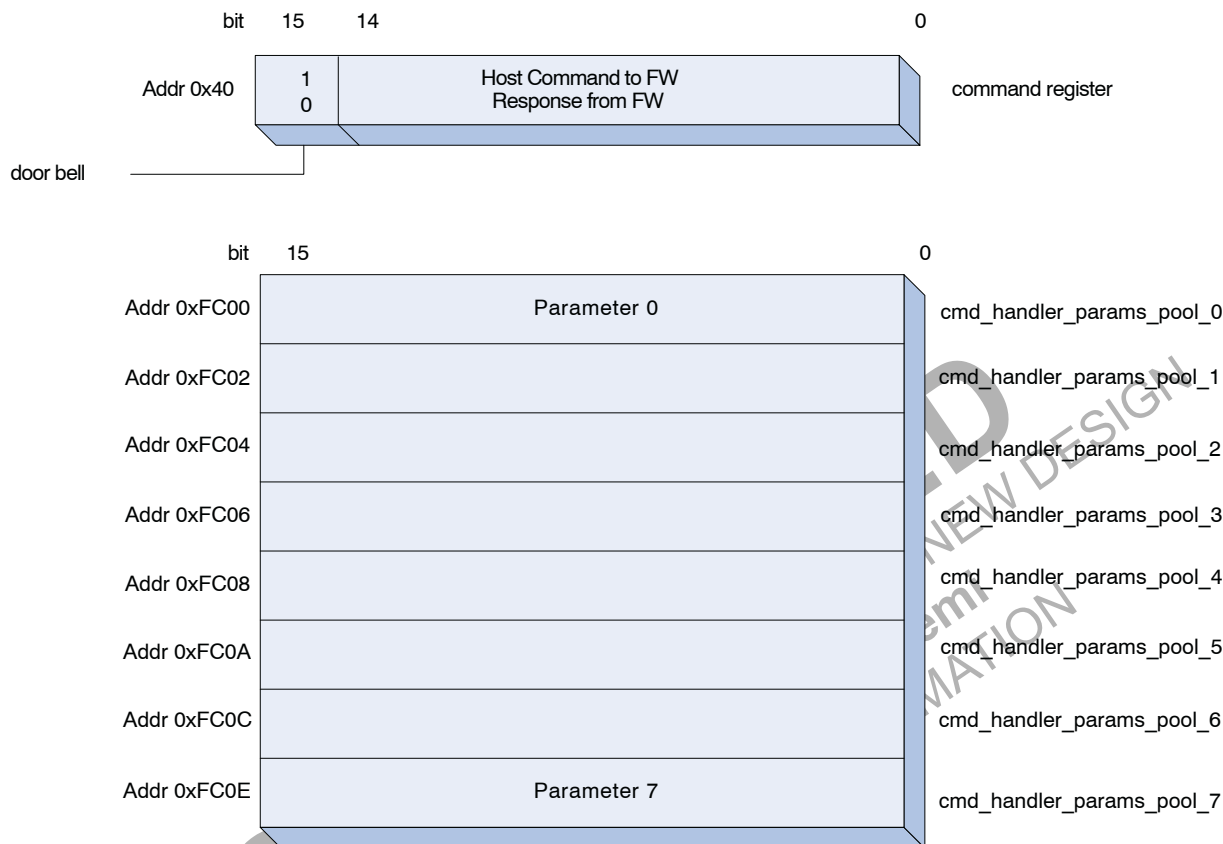 bit 15 14 0
Addr 0x40 1 Host Command to FW command register
0 Response from FW
door bell
bit 15 0
Addr 0xFC00 Parameter 0 cmd_handler_params_pool_0
Addr 0xFC02 cmd_handler_params_pool_1
Addr 0xFC04 cmd_handler_params_pool_2
Addr 0xFC06 cmd_handler_params_pool_3
Addr 0xFC08 cmd_handler_params_pool_4
Addr 0xFC0A cmd_handler_params_pool_5
Addr 0xFC0C cmd_handler_params_pool_6
Addr 0xFC0E Parameter 7 cmd_handler_params_pool_7
NEW DESIGN